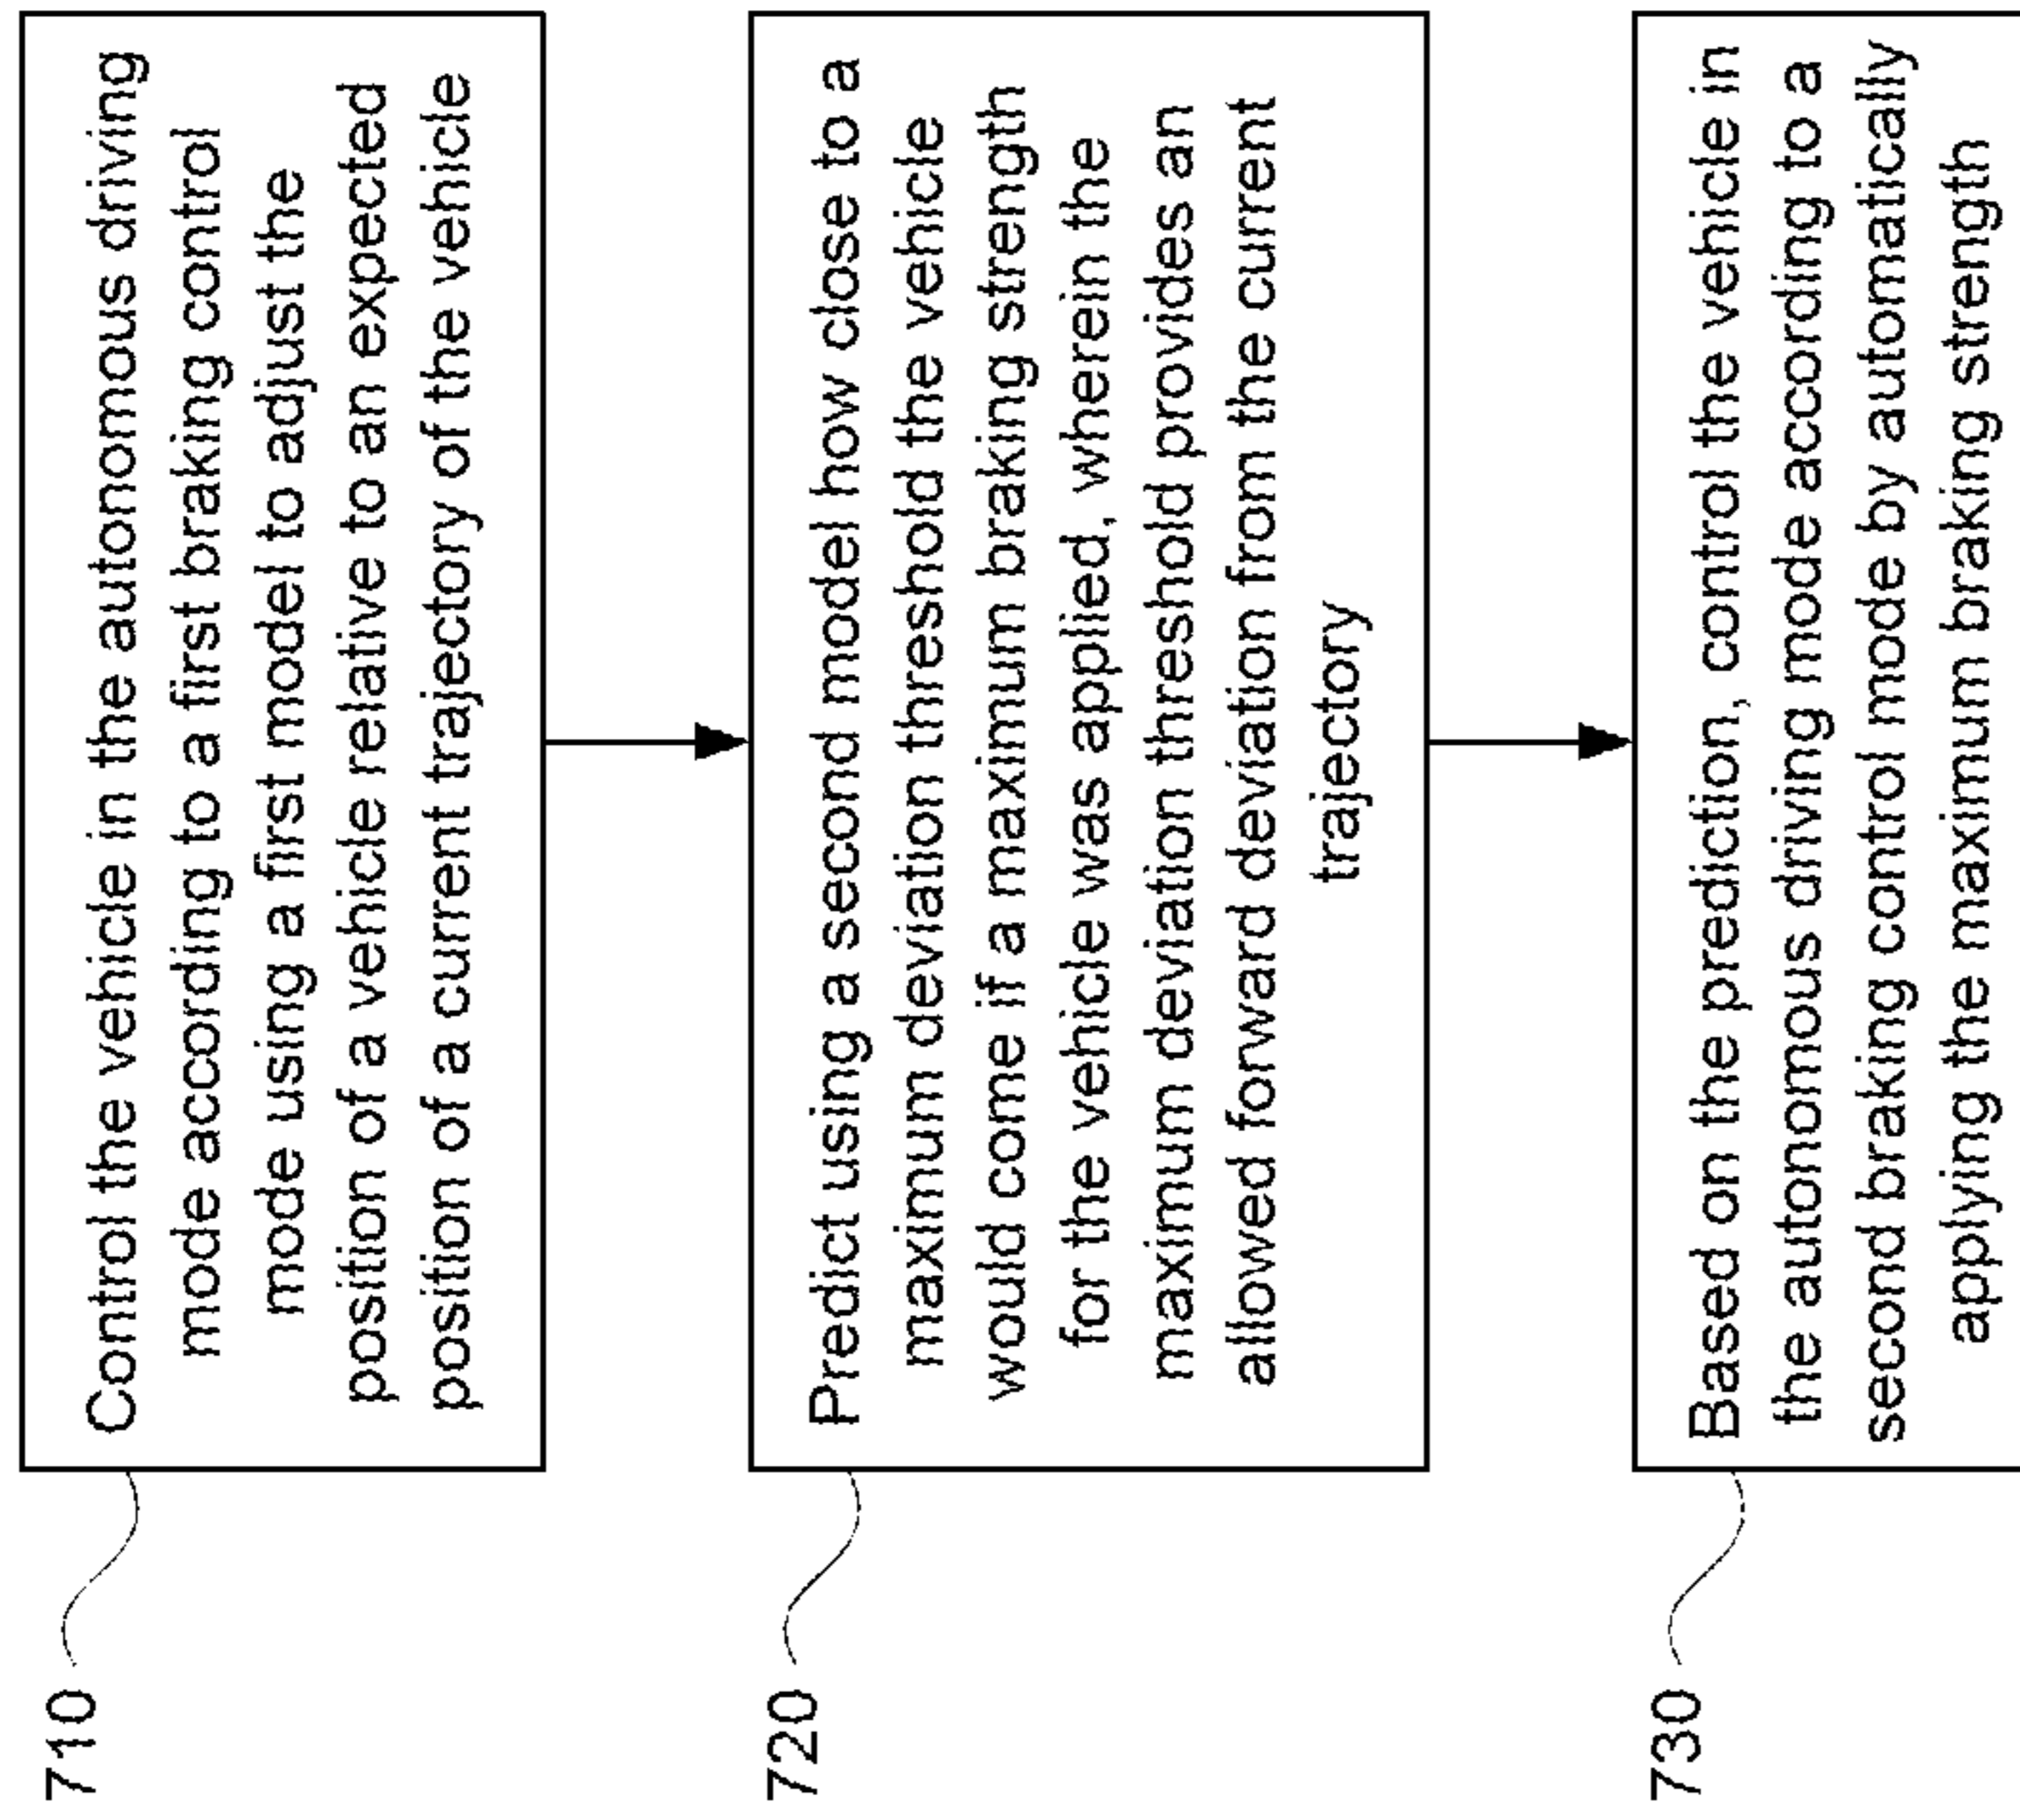 710
Control the vehicle in the autonomous driving
mode according to a first braking control
mode using a first model to adjust the
position of a vehicle relative to an expected
position of a current trajectory of the vehicle
720
Predict using a second model how close to a
maximum deviation threshold the vehicle
would come if a maximum braking strength
for the vehicle was applied, wherein the
maximum deviation threshold provides an
allowed forward deviation from the current
trajectory
730
Based on the prediction, control the vehicle in
the autonomous driving mode according to a
second braking control mode by automatically
applying the maximum braking strength